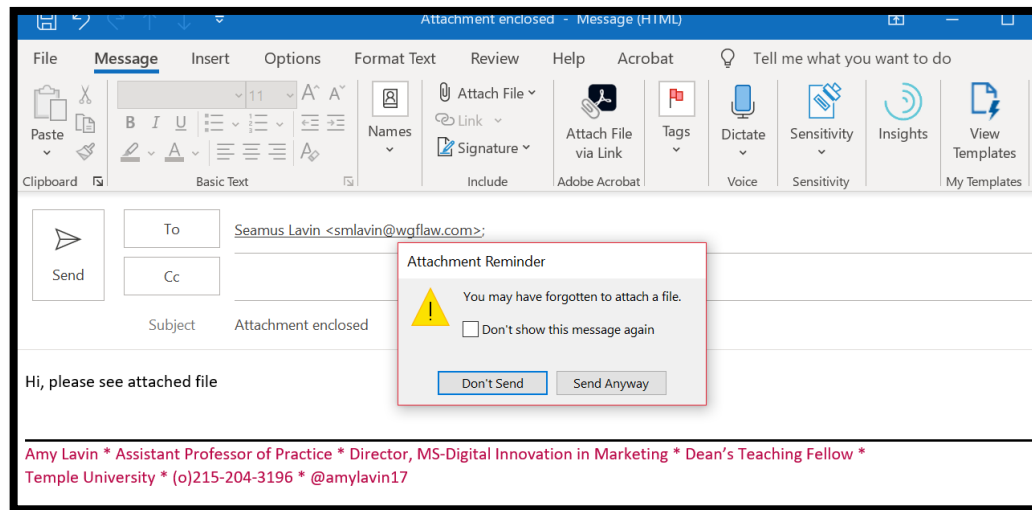 Attachment enclosed - Message (HTML)
File Message Insert Options Format Text Review Help Acrobat Tell me what you want to do
Paste
Clipboard
11
B I U
Basic Text
Names
Attach File
Link
Signature
Include
Attach File
via Link
Adobe Acrobat
Tags
Dictate
Voice
Sensitivity
Sensitivity
Insights
View
Templates
My Templates
Send
To
Seamus Lavin <smlavin@wgflaw.com>;
Cc
Subject
Attachment enclosed
Attachment Reminder
You may have forgotten to attach a file.
Don't show this message again
Don't Send
Send Anyway
Hi, please see attached file
Amy Lavin * Assistant Professor of Practice * Director, MS-Digital Innovation in Marketing * Dean's Teaching Fellow *
Temple University * (o)215-204-3196 * @amylavin17